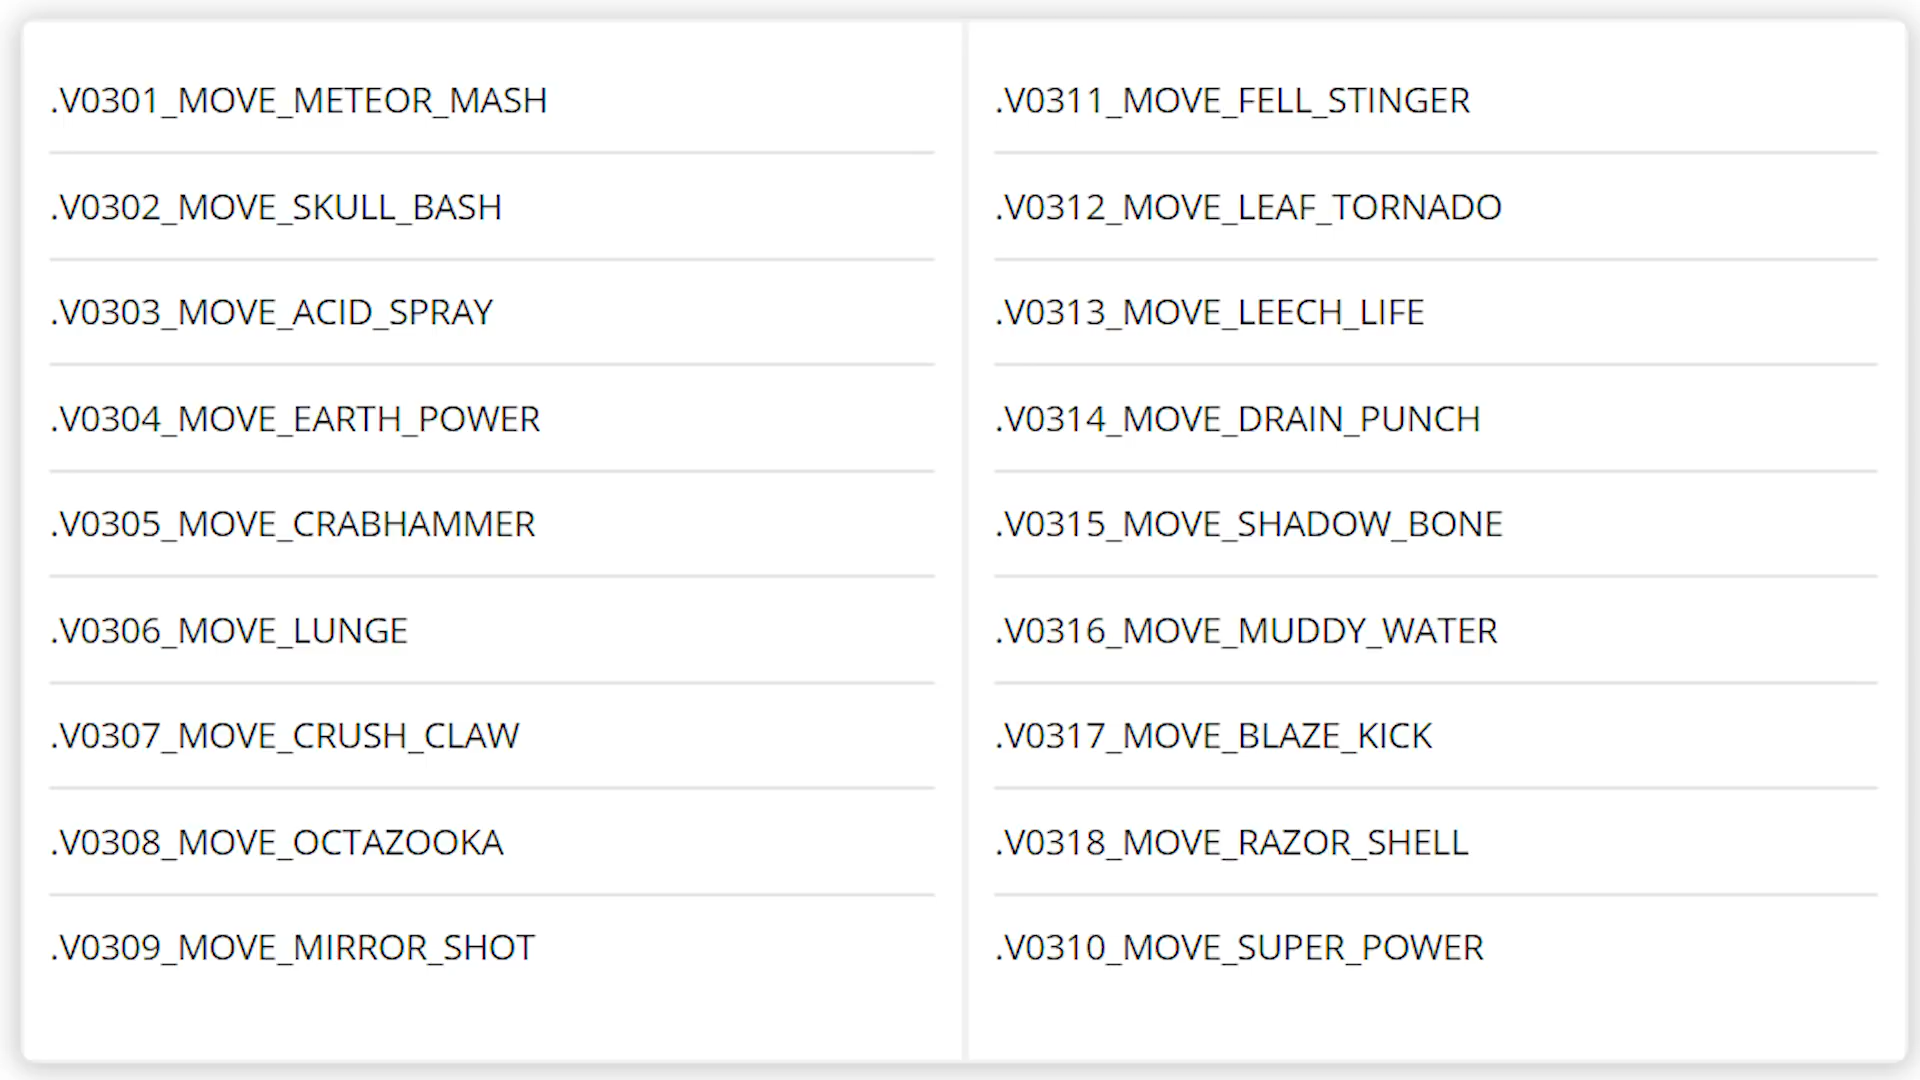 .V0301_MOVE_METEOR_MASH
.V0302_MOVE_SKULL_BASH
.V0303_MOVE_ACID_SPRAY
.V0304_MOVE_EARTH_POWER
.V0305_MOVE_CRABHAMMER
.V0306_MOVE_LUNGE
.V0307_MOVE_CRUSH_CLAW
.V0308_MOVE_OCTAZOOKA
.V0309_MOVE_MIRROR_SHOT
.V0311_MOVE_FELL_STINGER
.V0312_MOVE_LEAF_TORNADO
.V0313_MOVE_LEECH_LIFE
.V0314_MOVE_DRAIN_PUNCH
.V0315_MOVE_SHADOW_BONE
.V0316_MOVE_MUDDY_WATER
.V0317_MOVE_BLAZE_KICK
.V0318_MOVE_RAZOR_SHELL
.V0310_MOVE_SUPER_POWER